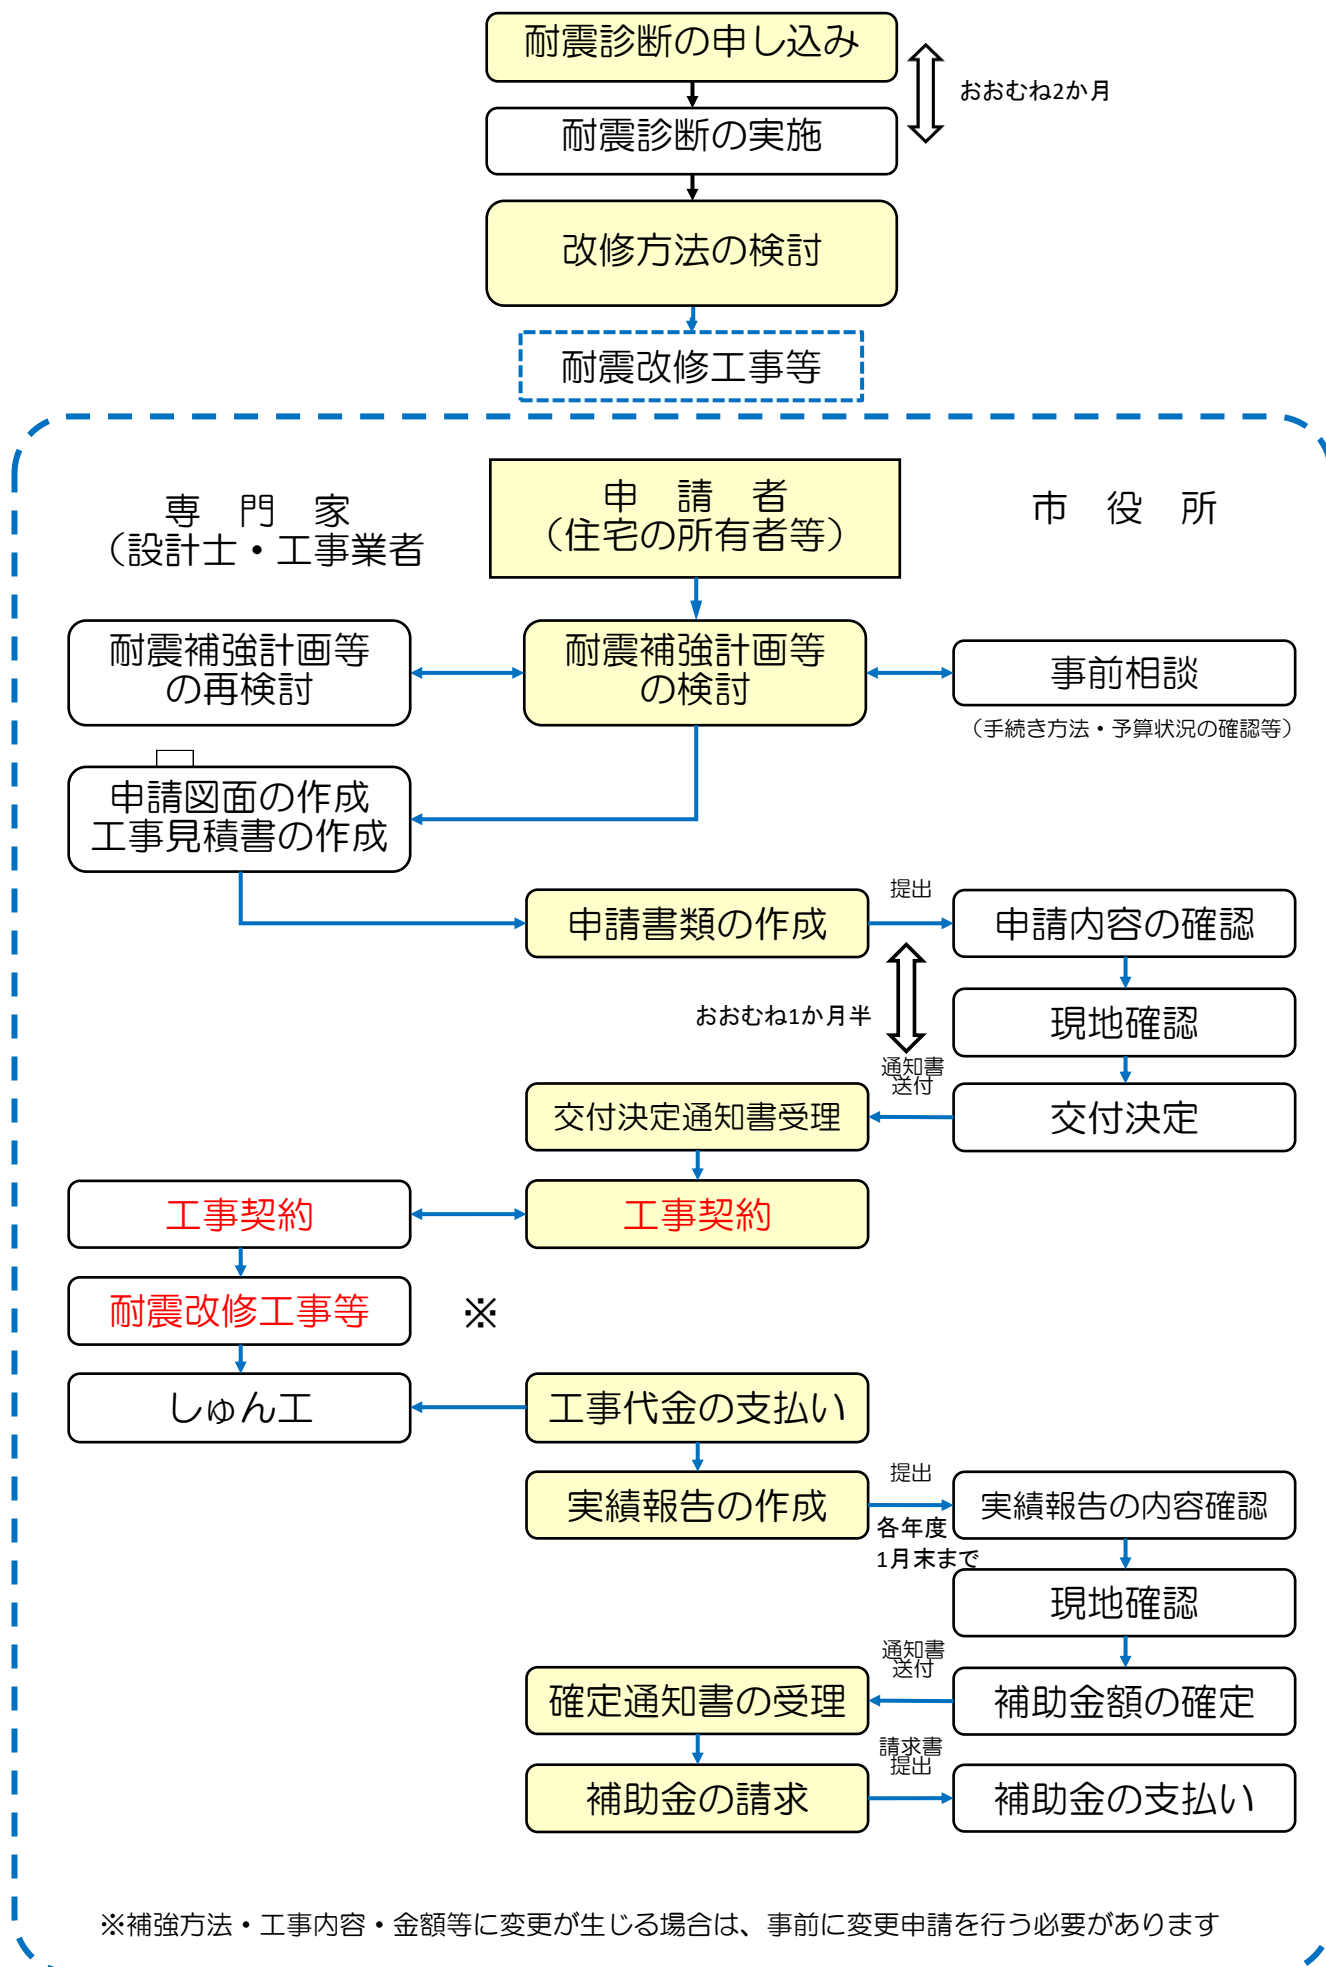 耐震診断の申し込み
おおむね2か月
耐震診断の実施
改修方法の検討
耐震改修工事等
専　門　家
（設計士・工事業者
申　請　者
（住宅の所有者等）
市　役　所
耐震補強計画等
の再検討
耐震補強計画等
の検討
事前相談
（手続き方法・予算状況の確認等）
申請図面の作成
工事見積書の作成
申請書類の作成
提出
申請内容の確認
おおむね1か月半
現地確認
通知書
送付
交付決定通知書受理
交付決定
工事契約
工事契約
耐震改修工事等
※
しゅん工
工事代金の支払い
実績報告の作成
提出
各年度
1月末まで
実績報告の内容確認
現地確認
通知書
送付
確定通知書の受理
補助金額の確定
請求書
提出
補助金の請求
補助金の支払い
※補強方法・工事内容・金額等に変更が生じる場合は、事前に変更申請を行う必要があります